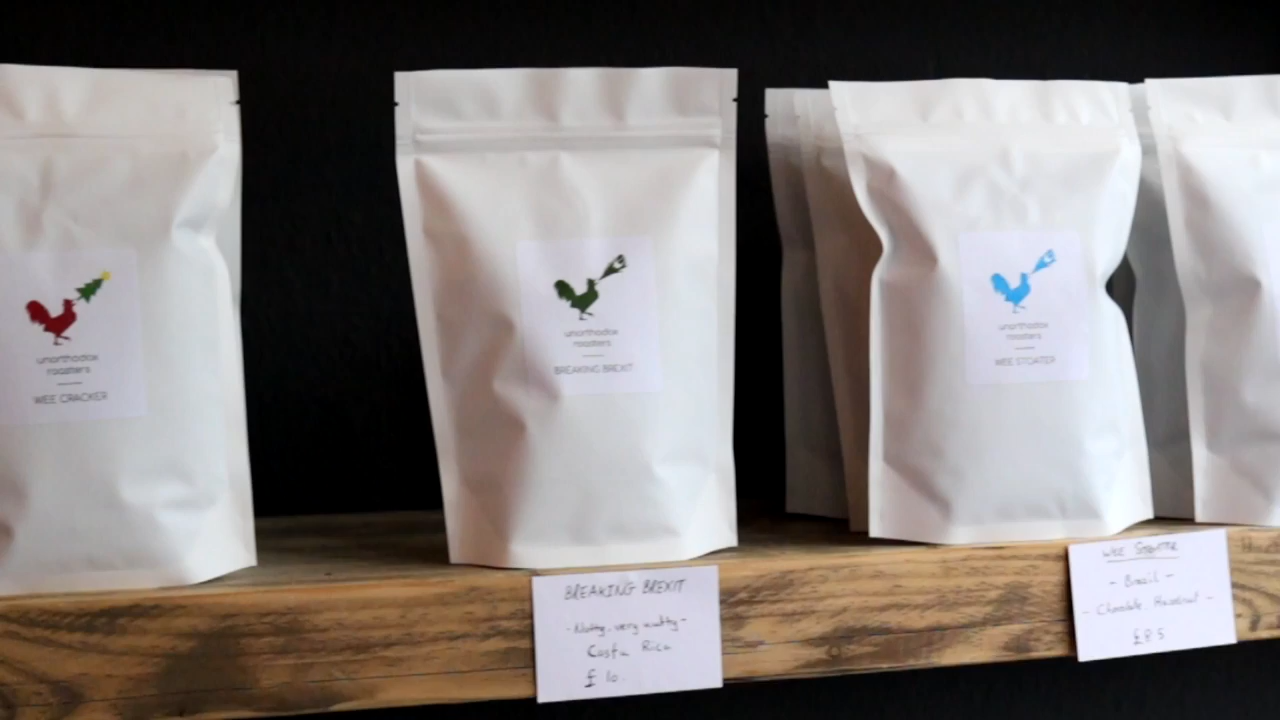 unorthodox
roasters
WEE CRACKER
unorthodox
roasters
BREAKING BREXIT
unorthodox
roasters
WEE STOATER
BREAKING BREXIT
- Nutty, very nutty -
Costa Rica
£ 10.
WEE STOATER
- Brazil -
- Chocolate, Hazelnut -
£8.5